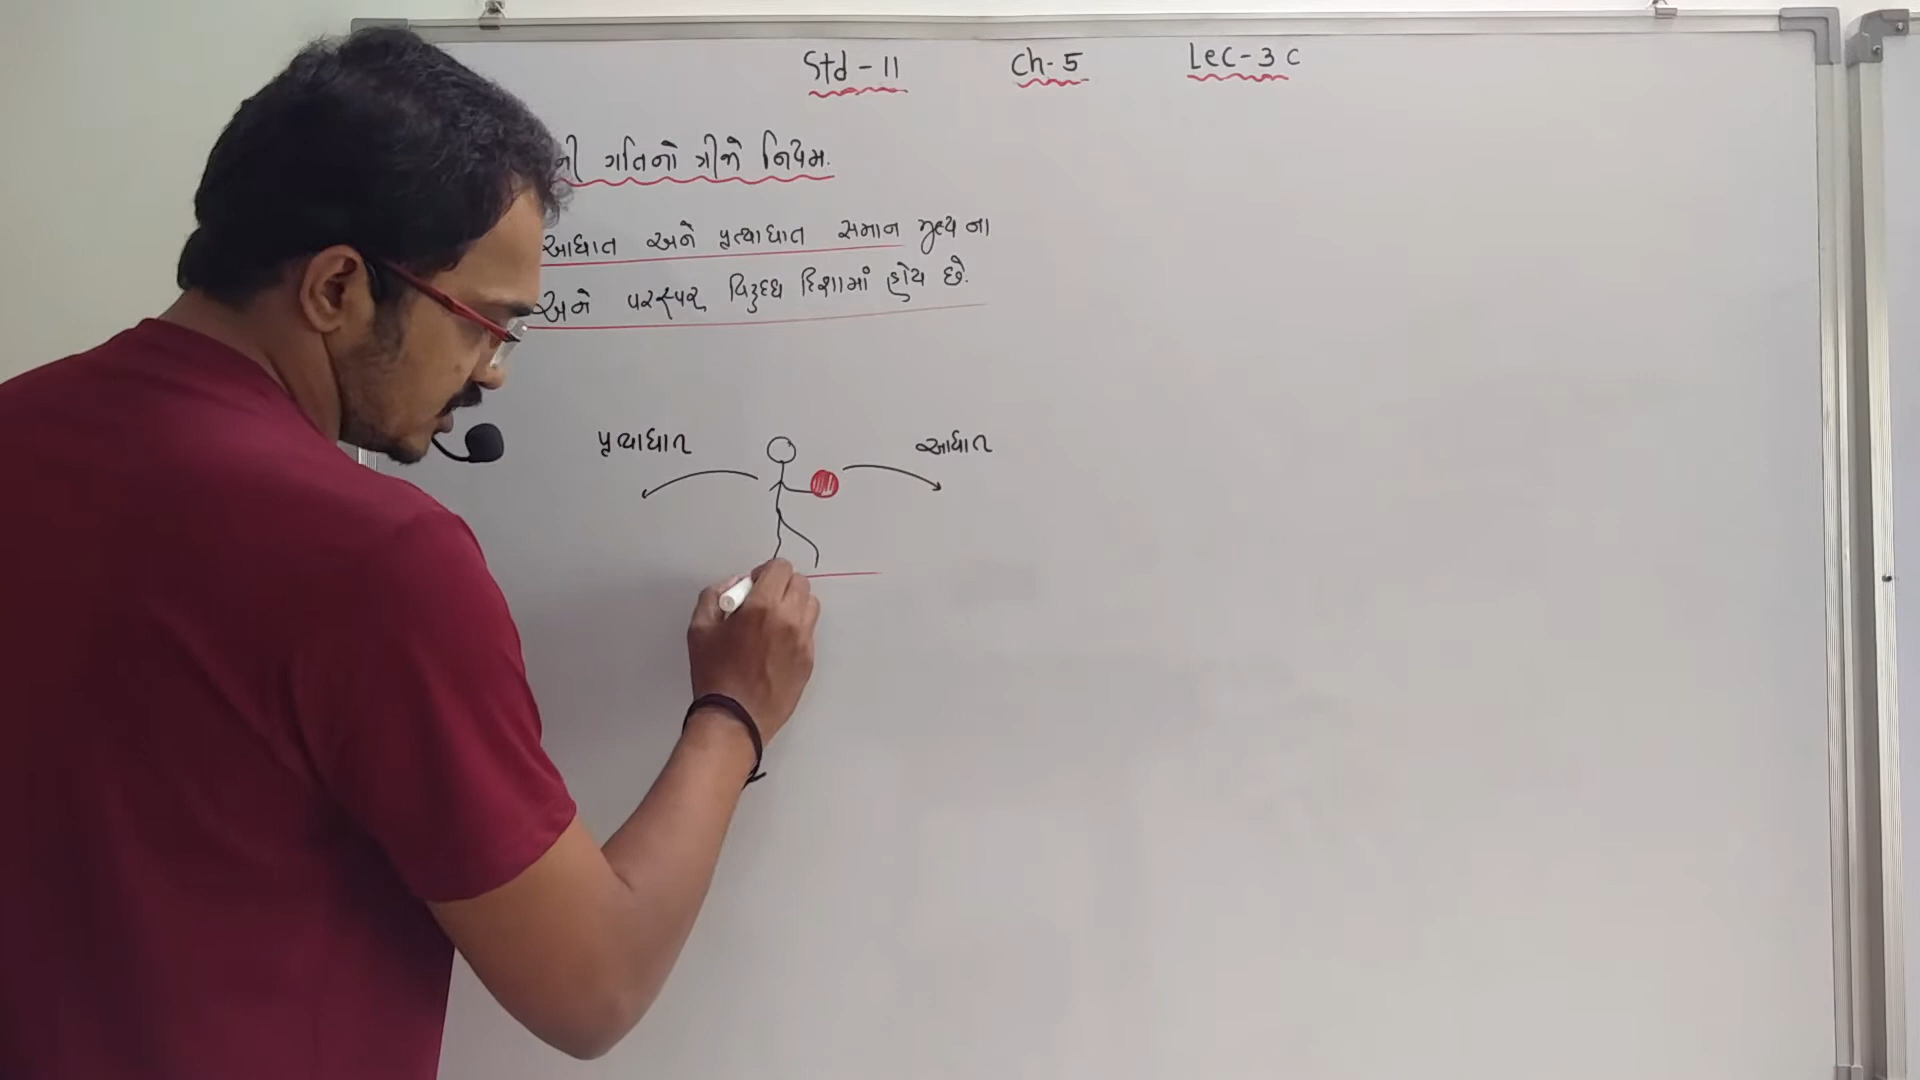 Std - 11 Ch - 5 Lec - 3 C
ની ગતિનો ત્રીજો નિયમ.
આઘાત અને પ્રત્યાઘાત સમાન મૂલ્યના
અને પરસ્પર વિરુદ્ધ દિશામાં હોય છે.
પ્રત્યાઘાત આઘાત